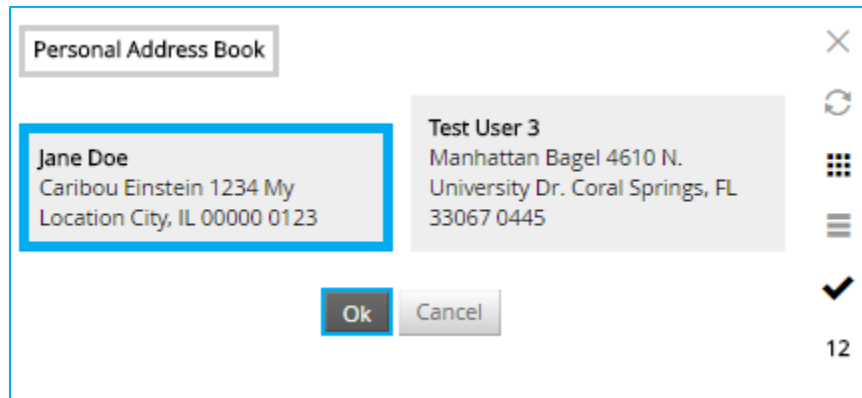 Personal Address Book
Jane Doe
Caribou Einstein 1234 My
Location City, IL 00000 0123
Test User 3
Manhattan Bagel 4610 N.
University Dr. Coral Springs, FL
33067 0445
Ok
Cancel
12